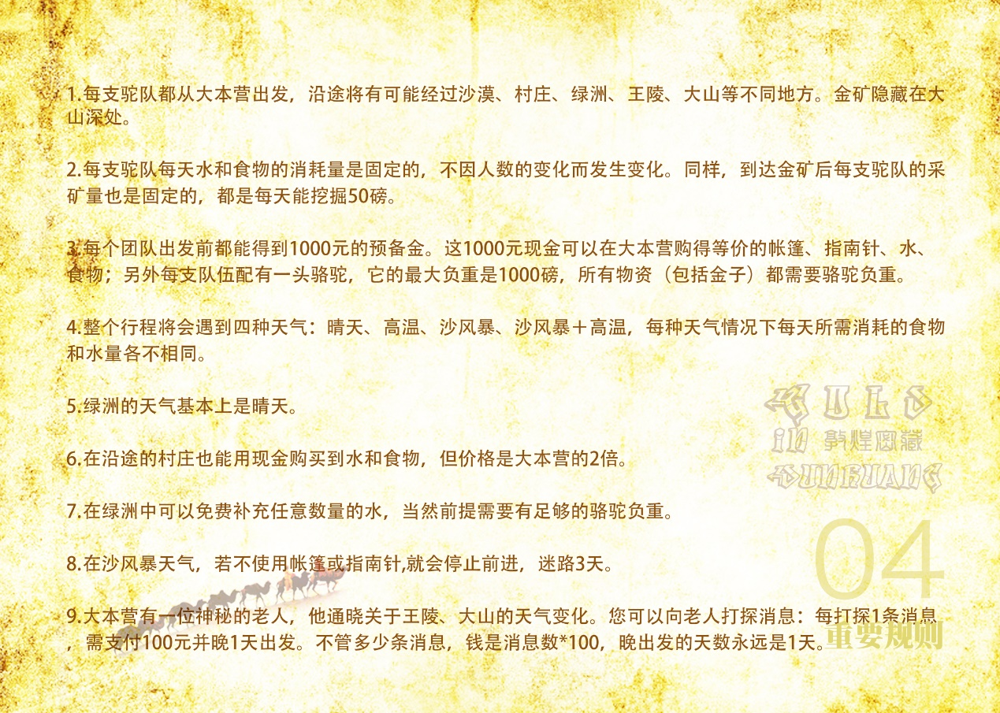 1.每支驼队都从大本营出发，沿途将有可能经过沙漠、村庄、绿洲、王陵、大山等不同地方。金矿隐藏在大
山深处。
2.每支驼队每天水和食物的消耗量是固定的，不因人数的变化而发生变化。同样，到达金矿后每支驼队的采
矿量也是固定的，都是每天能挖掘50磅。
3.每个团队出发前都能得到1000元的预备金。这1000元现金可以在大本营购得等价的帐篷、指南针、水、
食物；另外每支队伍配有一头骆驼，它的最大负重是1000磅，所有物资（包括金子）都需要骆驼负重。
4.整个行程将会遇到四种天气：晴天、高温、沙风暴、沙风暴＋高温，每种天气情况下每天所需消耗的食物
和水量各不相同。
5.绿洲的天气基本上是晴天。
6.在沿途的村庄也能用现金购买到水和食物，但价格是大本营的2倍。
7.在绿洲中可以免费补充任意数量的水，当然前提需要有足够的骆驼负重。
8.在沙风暴天气，若不使用帐篷或指南针,就会停止前进，迷路3天。
9.大本营有一位神秘的老人，他通晓关于王陵、大山的天气变化。您可以向老人打探消息：每打探1条消息
，需支付100元并晚1天出发。不管多少条消息，钱是消息数*100，晚出发的天数永远是1天。
IN 敦煌窟藏
DUNHUANG
04
重要规则